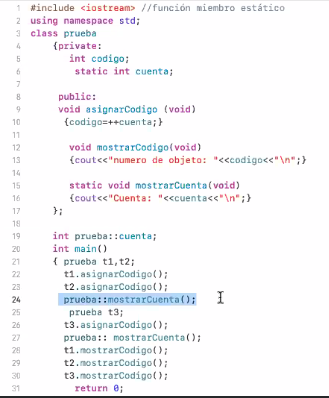 1 #include <iostream> //función miembro estático
2 using namespace std;
3 class prueba
4 {private:
5 int codigo;
6 static int cuenta;
7
8 public:
9 void asignarCodigo (void)
10 {codigo=++cuenta;}
11
12 void mostrarCodigo(void)
13 {cout<<"numero de objeto: "<<codigo<<"\n";}
14
15 static void mostrarCuenta(void)
16 {cout<<"Cuenta: "<<cuenta<<"\n";}
17 };
18
19 int prueba::cuenta;
20 int main()
21 { prueba t1,t2;
22 t1.asignarCodigo();
23 t2.asignarCodigo();
24 prueba::mostrarCuenta();
25 prueba t3;
26 t3.asignarCodigo();
27 prueba:: mostrarCuenta();
28 t1.mostrarCodigo();
29 t2.mostrarCodigo();
30 t3.mostrarCodigo();
31 return 0;